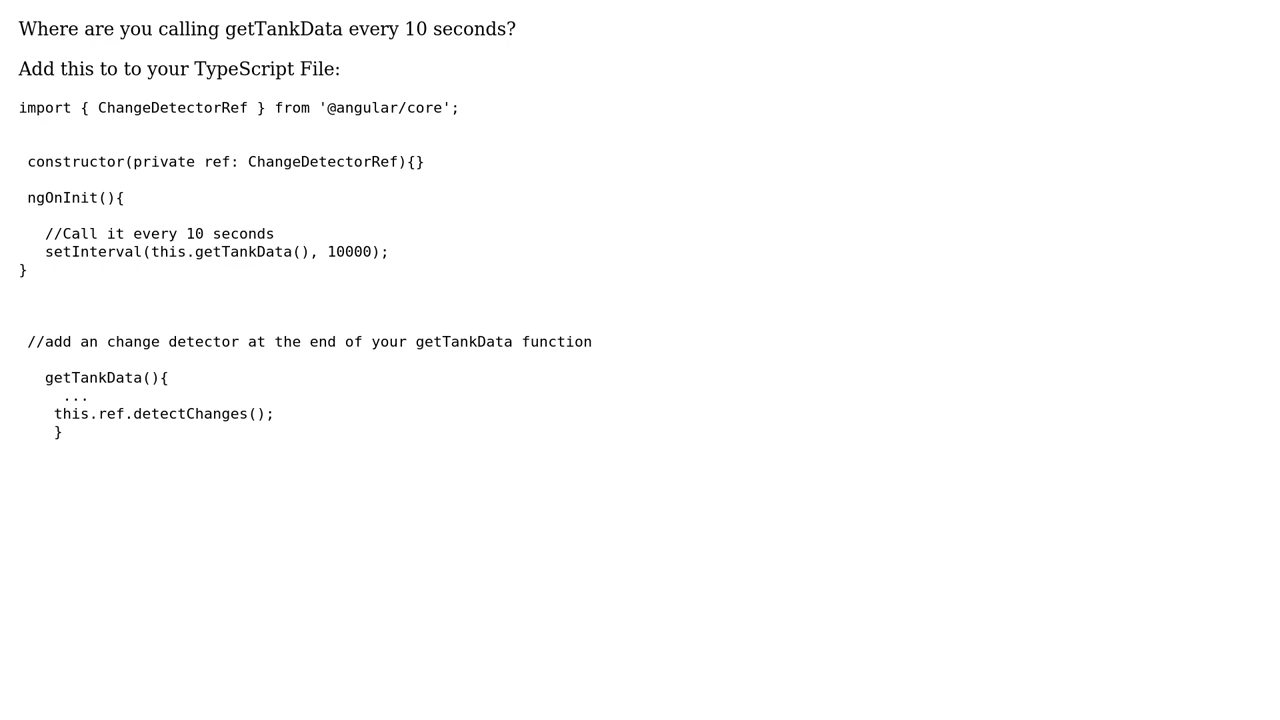 Where are you calling getTankData every 10 seconds?
Add this to to your TypeScript File:
import { ChangeDetectorRef } from '@angular/core';
constructor(private ref: ChangeDetectorRef){}
ngOnInit(){
//Call it every 10 seconds
setInterval(this.getTankData(), 10000);
}
//add an change detector at the end of your getTankData function
getTankData(){
...
this.ref.detectChanges();
}